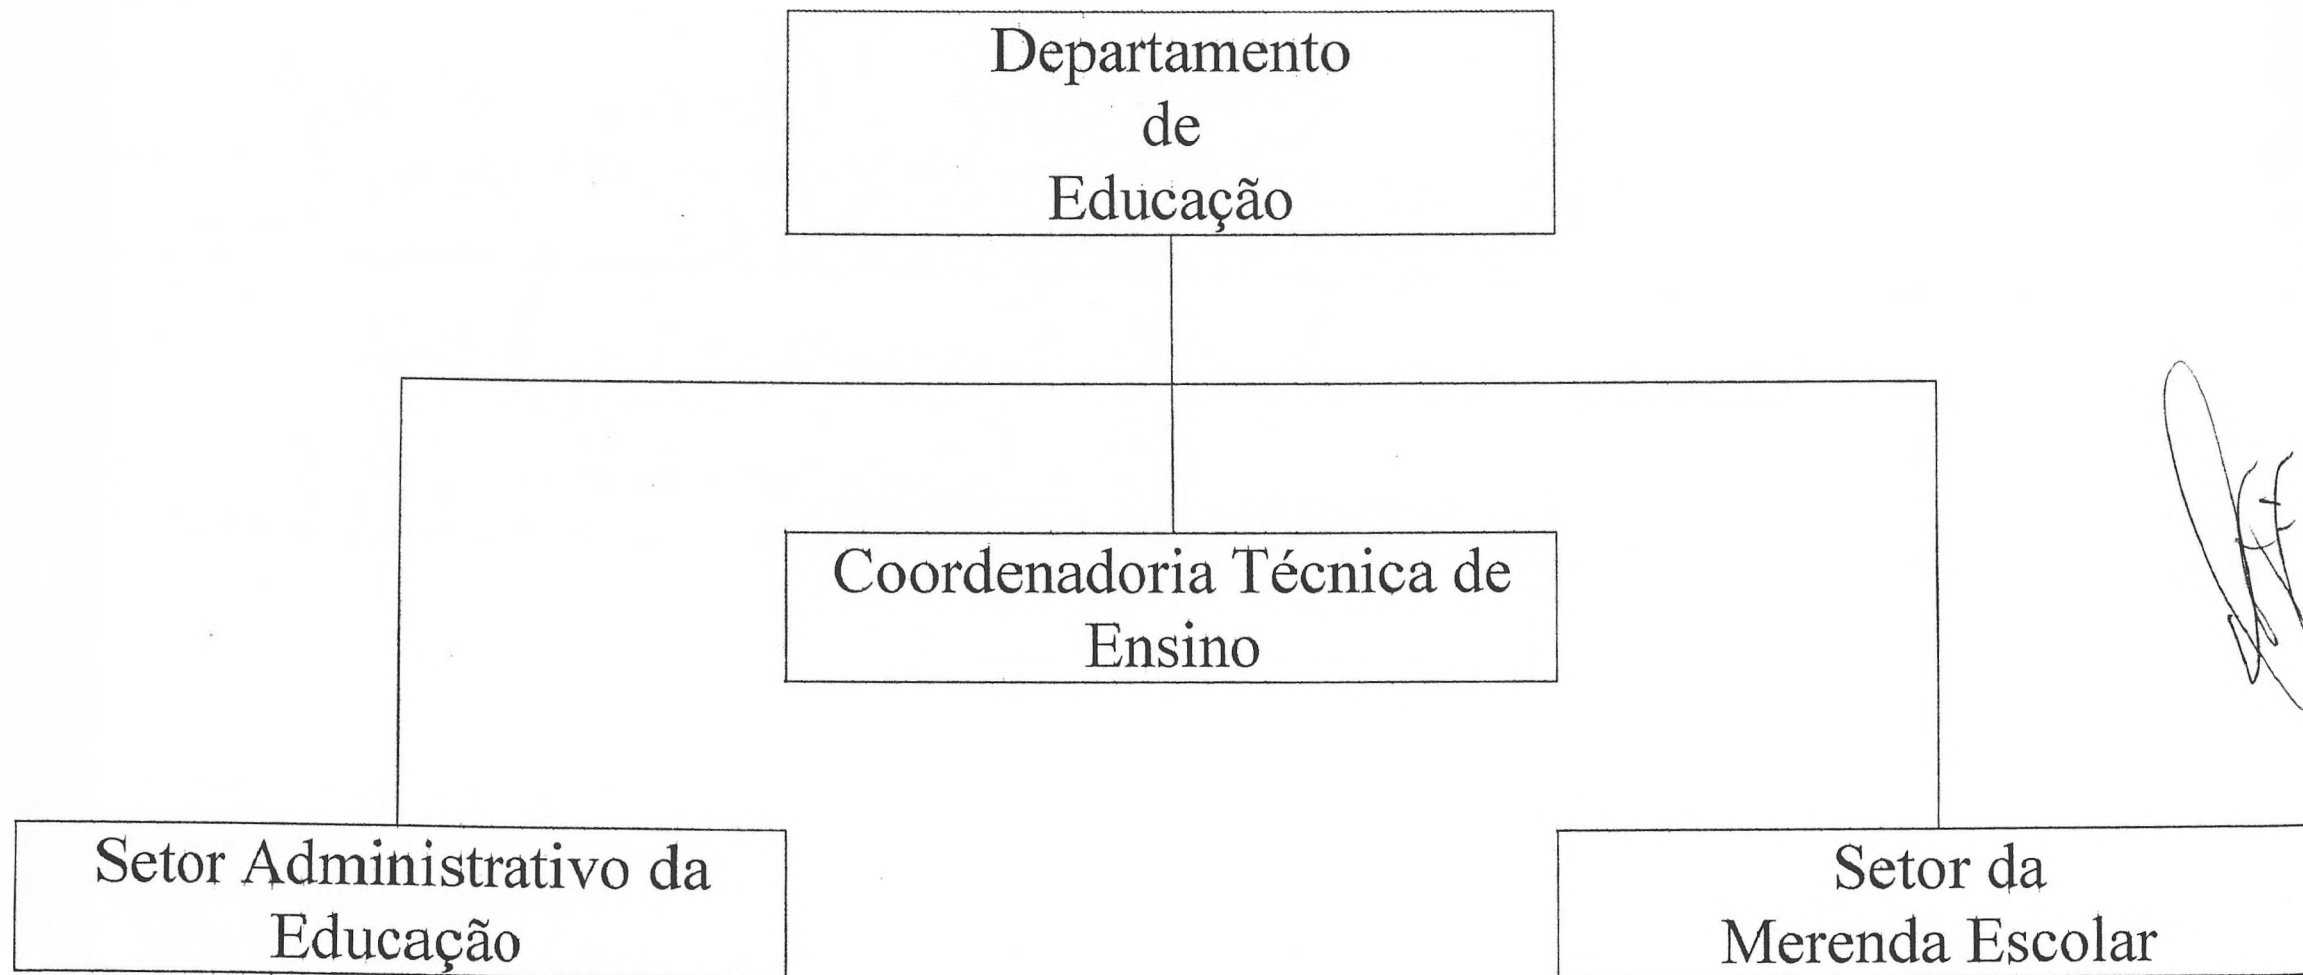 Departamento
de
Educação
Coordenadoria Técnica de
Ensino
Setor Administrativo da
Educação
Setor da
Merenda Escolar